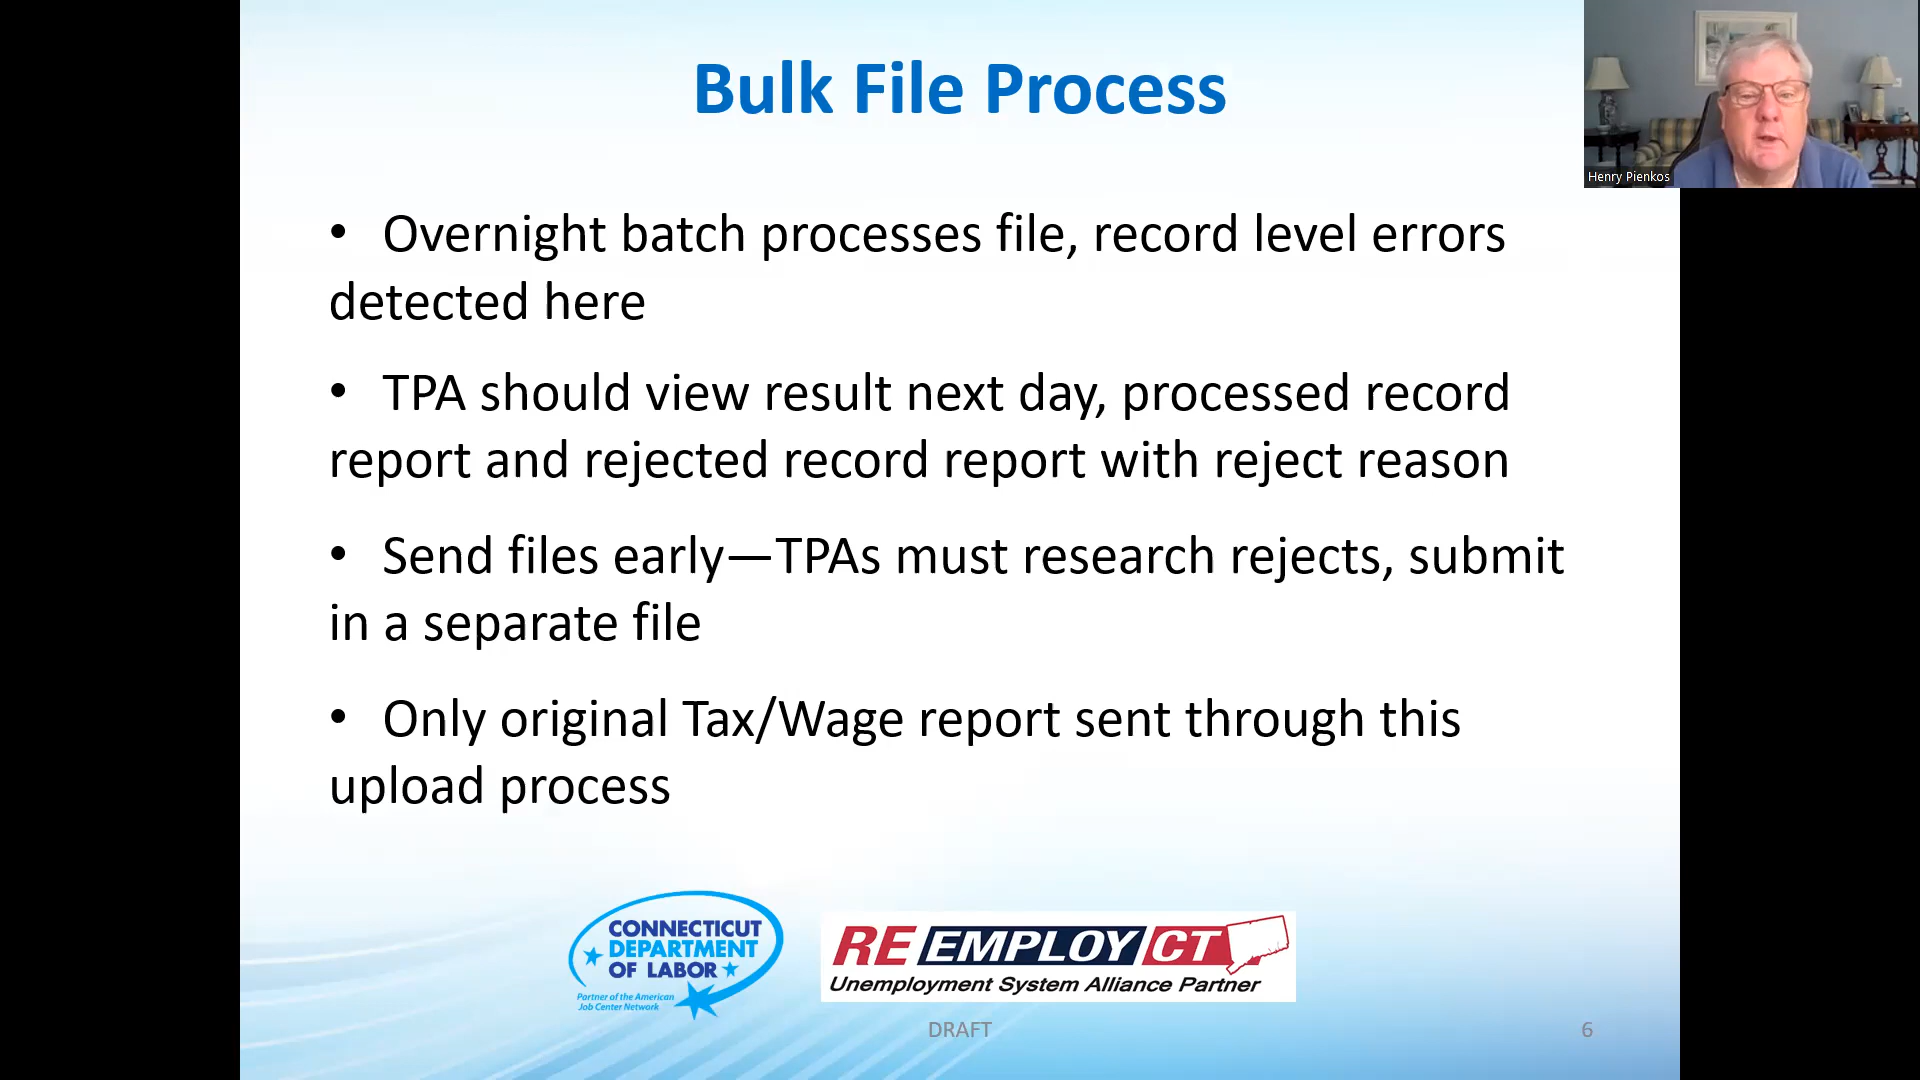 Bulk File Process
Henry Pienkos
• Overnight batch processes file, record level errors
detected here
• TPA should view result next day, processed record
report and rejected record report with reject reason
• Send files early—TPAs must research rejects, submit
in a separate file
• Only original Tax/Wage report sent through this
upload process
CONNECTICUT
DEPARTMENT
OF LABOR
Partner of the American
Job Center Network
REEMPLOYCT
Unemployment System Alliance Partner
DRAFT
6